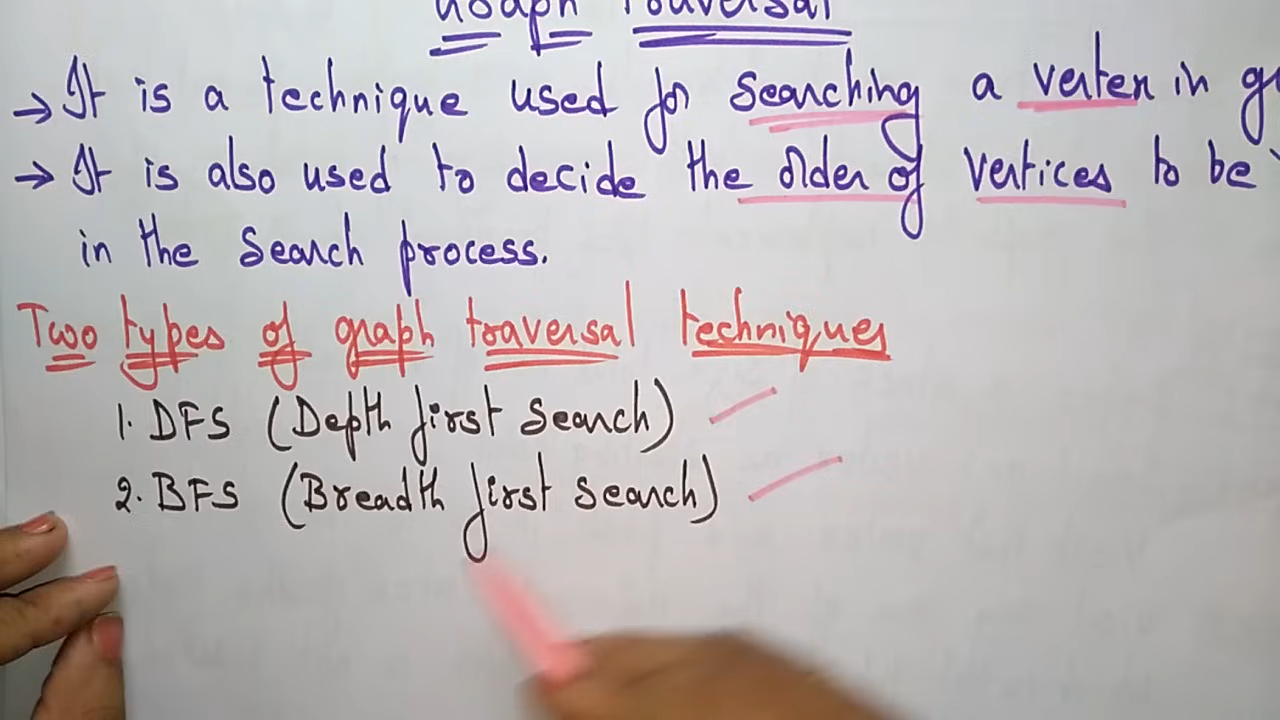 Graph Traversal
→ It is a technique used for searching a vertex in
→ It is also used to decide the order of vertices to be
in the search process.
Two types of graph traversal techniques
1. DFS (Depth first search)
2. BFS (Breadth first search)